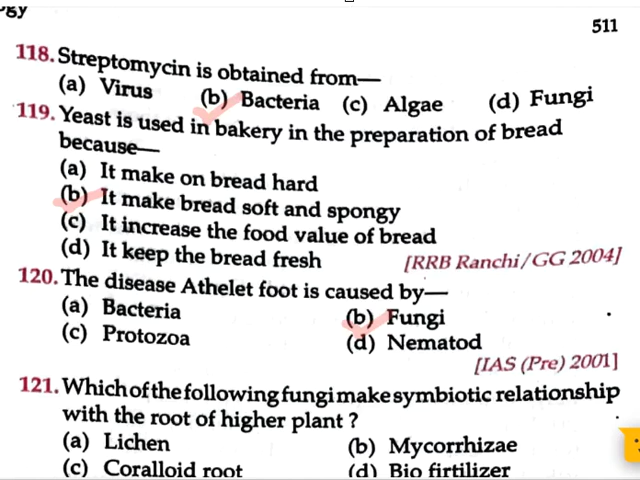 gy
511
118. Streptomycin is obtained from—
(a) Virus (b) Bacteria (c) Algae (d) Fungi
119. Yeast is used in bakery in the preparation of bread
because—
(a) It make on bread hard
(b) It make bread soft and spongy
(c) It increase the food value of bread
(d) It keep the bread fresh [RRB Ranchi/GG 2004]
120. The disease Athelet foot is caused by—
(a) Bacteria (b) Fungi
(c) Protozoa (d) Nematod
[IAS (Pre) 2001]
121. Which of the following fungi make symbiotic relationship
with the root of higher plant ?
(a) Lichen (b) Mycorrhizae
(c) Coralloid root (d) Bio firtilizer